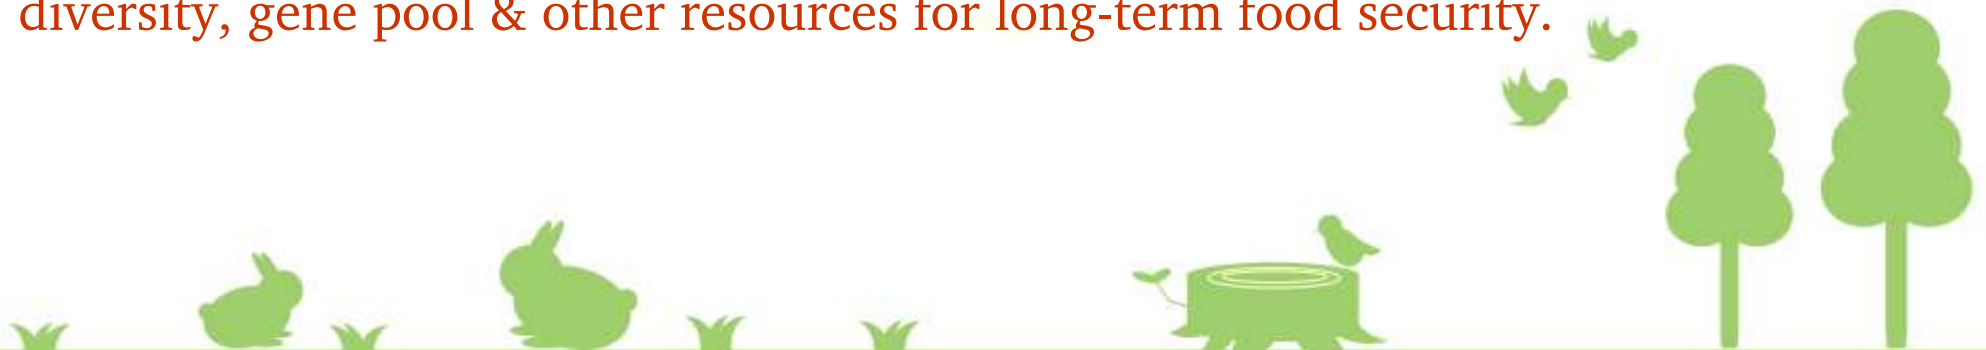 diversity, gene pool & other resources for long-term food security.